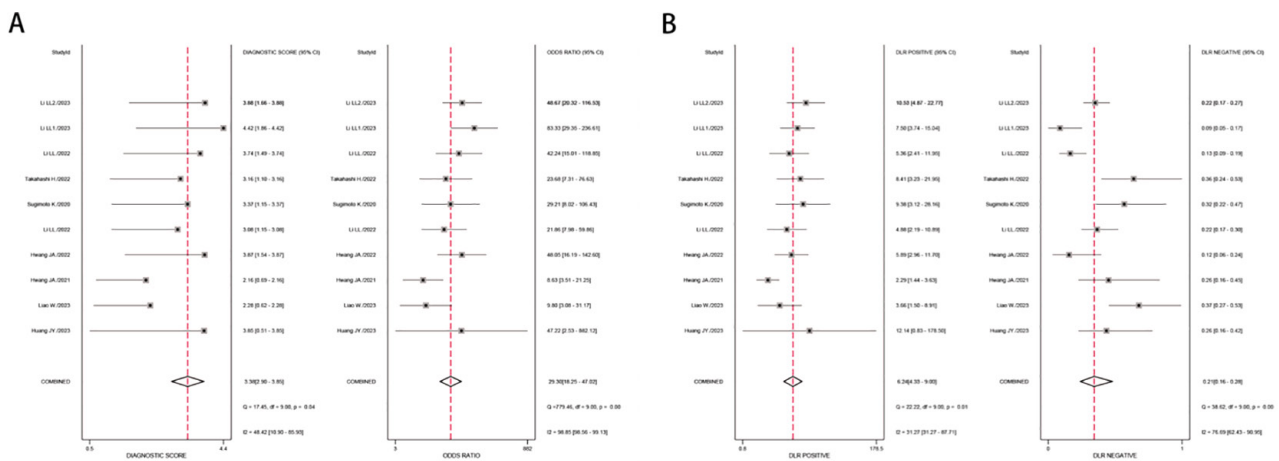 A
B
StudyId DIAGNOSTIC SCORE (95% CI)
Li LL2./2023 3.88 [1.66 - 3.88]
Li LL1./2023 4.42 [1.86 - 4.42]
Li LL./2022 3.74 [1.49 - 3.74]
Takahashi H./2022 3.16 [1.10 - 3.16]
Sugimoto K./2020 3.37 [1.15 - 3.37]
Li LL./2022 3.08 [1.15 - 3.08]
Hwang JA./2022 3.87 [1.54 - 3.87]
Hwang JA./2021 2.16 [0.69 - 2.16]
Liao W./2023 2.28 [0.62 - 2.28]
Huang JY./2023 3.85 [0.51 - 3.85]
COMBINED 3.38[2.90 - 3.85]
Q = 17.45, df = 9.00, p = 0.04
I2 = 48.42 [10.90 - 85.93]
0.5 4.4
DIAGNOSTIC SCORE
StudyId ODDS RATIO (95% CI)
Li LL2./2023 48.67 [20.32 - 116.53]
Li LL1./2023 83.33 [29.35 - 236.61]
Li LL./2022 42.24 [15.01 - 118.85]
Takahashi H./2022 23.68 [7.31 - 76.63]
Sugimoto K./2020 29.21 [8.02 - 106.43]
Li LL./2022 21.86 [7.98 - 59.86]
Hwang JA./2022 48.05 [16.19 - 142.60]
Hwang JA./2021 8.63 [3.51 - 21.25]
Liao W./2023 9.80 [3.08 - 31.17]
Huang JY./2023 47.22 [2.53 - 882.12]
COMBINED 29.30[18.25 - 47.02]
Q =779.46, df = 9.00, p = 0.00
I2 = 98.85 [98.56 - 99.13]
3 882
ODDS RATIO
StudyId DLR POSITIVE (95% CI)
Li LL2./2023 10.53 [4.87 - 22.77]
Li LL1./2023 7.50 [3.74 - 15.04]
Li LL./2022 5.36 [2.41 - 11.90]
Takahashi H./2022 8.41 [3.23 - 21.95]
Sugimoto K./2020 9.38 [3.12 - 28.16]
Li LL./2022 4.88 [2.19 - 10.89]
Hwang JA./2022 5.89 [2.96 - 11.70]
Hwang JA./2021 2.29 [1.44 - 3.63]
Liao W./2023 3.66 [1.50 - 8.91]
Huang JY./2023 12.14 [0.83 - 178.50]
COMBINED 6.24[4.33 - 9.00]
Q = 22.22, df = 9.00, p = 0.01
I2 = 31.27 [31.27 - 87.71]
0.8 178.5
DLR POSITIVE
StudyId DLR NEGATIVE (95% CI)
Li LL2./2023 0.22 [0.17 - 0.27]
Li LL1./2023 0.09 [0.05 - 0.17]
Li LL./2022 0.13 [0.09 - 0.19]
Takahashi H./2022 0.36 [0.24 - 0.53]
Sugimoto K./2020 0.32 [0.22 - 0.47]
Li LL./2022 0.22 [0.17 - 0.30]
Hwang JA./2022 0.12 [0.06 - 0.24]
Hwang JA./2021 0.26 [0.16 - 0.45]
Liao W./2023 0.37 [0.27 - 0.53]
Huang JY./2023 0.26 [0.16 - 0.42]
COMBINED 0.21[0.16 - 0.28]
Q = 38.62, df = 9.00, p = 0.00
I2 = 76.69 [62.43 - 90.95]
0 1
DLR NEGATIVE